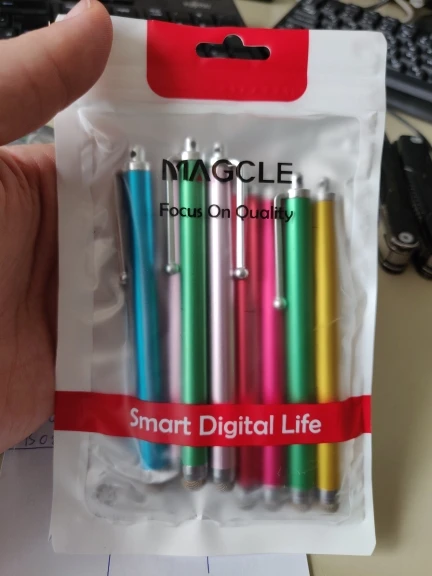 MAGCLE
Focus On Quality
Smart Digital Life